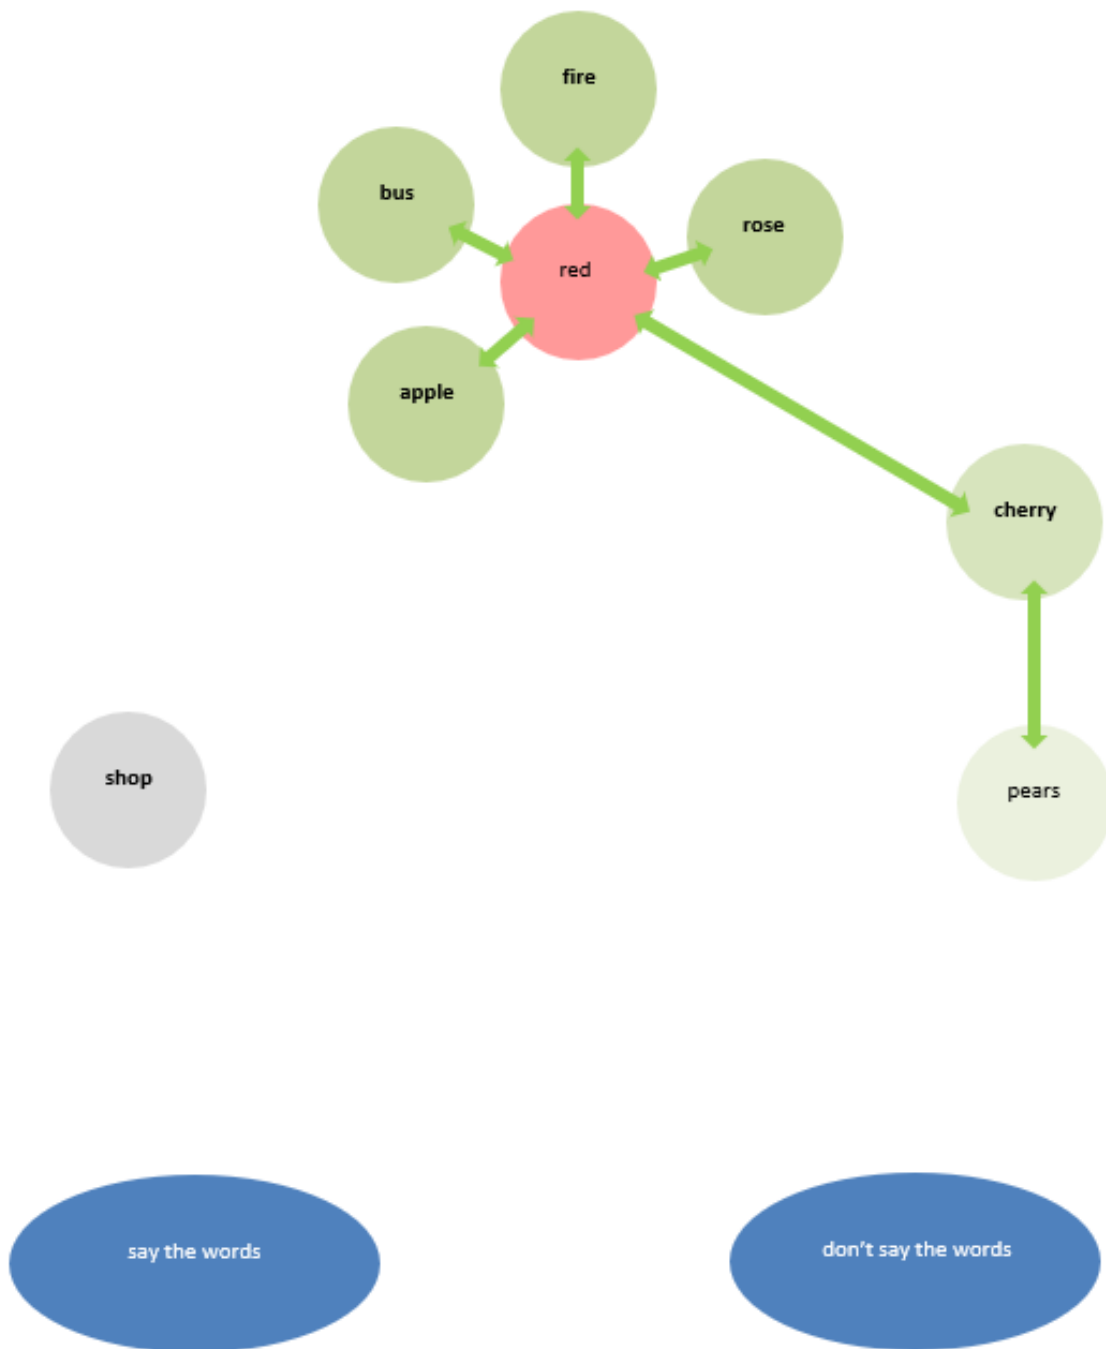 fire
bus
rose
red
apple
cherry
shop
pears
say the words
don't say the words